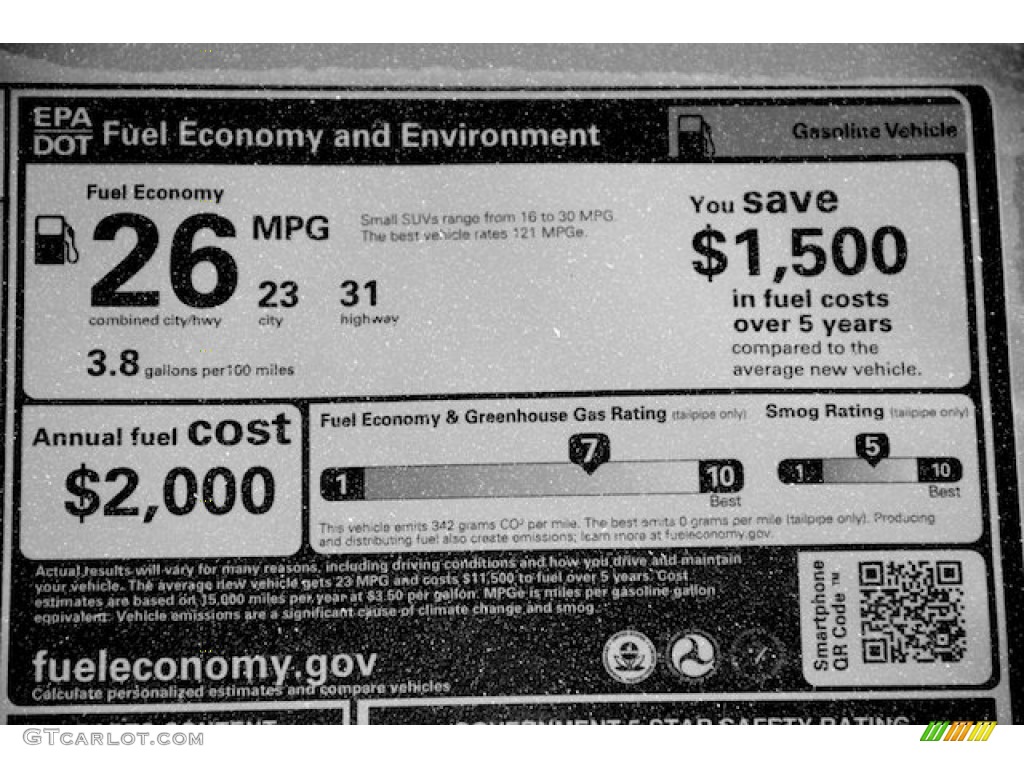 EPA
DOT
Fuel Economy and Environment
Gasoline Vehicle
Fuel Economy
26 MPG
combined city/hwy
23
city
31
highway
Small SUVs range from 16 to 30 MPG.
The best vehicle rates 121 MPGe.
3.8 gallons per 100 miles
You save
$1,500
in fuel costs
over 5 years
compared to the
average new vehicle.
Annual fuel cost
$2,000
Fuel Economy & Greenhouse Gas Rating (tailpipe only)
1
7
10
Best
Smog Rating (tailpipe only)
1
5
10
Best
This vehicle emits 342 grams CO² per mile. The best emits 0 grams per mile (tailpipe only). Producing
and distributing fuel also create emissions; learn more at fueleconomy.gov.
Actual results will vary for many reasons, including driving conditions and how you drive and maintain
your vehicle. The average new vehicle gets 23 MPG and costs $11,500 to fuel over 5 years. Cost
estimates are based on 15,000 miles per year at $3.50 per gallon. MPGe is miles per gasoline gallon
equivalent. Vehicle emissions are a significant cause of climate change and smog.
fueleconomy.gov
Calculate personalized estimates and compare vehicles
Smartphone
QR Code™
CONTENT
GOVERNMENT 5-STAR SAFETY RATING
GTcarlot.com